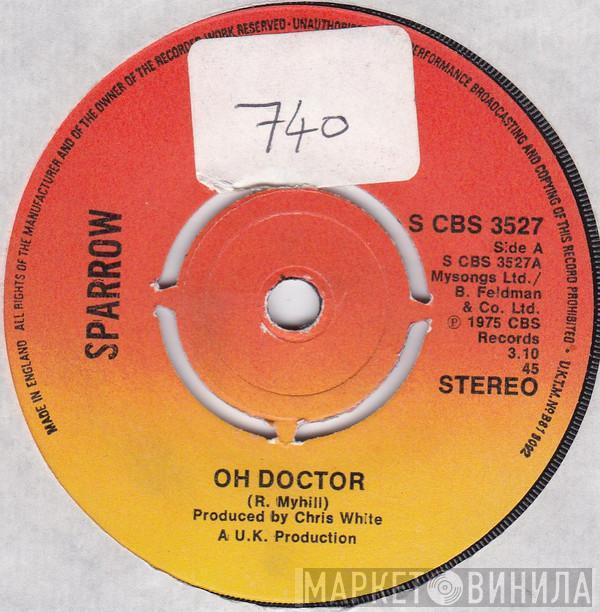 740
MADE IN ENGLAND ALL RIGHTS OF THE MANUFACTURER AND OF THE OWNER OF THE RECORDED WORK RESERVED · UNAUTHORI
PERFORMANCE BROADCASTING AND COPYING OF THIS RECORD PROHIBITED · U.K.T.M. Nº 881 8092
SPARROW
S CBS 3527
Side A
S CBS 3527A
Mysongs Ltd./
B. Feldman
& Co. Ltd.
℗ 1975 CBS
Records
3.10
45
STEREO
OH DOCTOR
(R. Myhill)
Produced by Chris White
A U.K. Production
МАРКЕТ ВИНИЛА